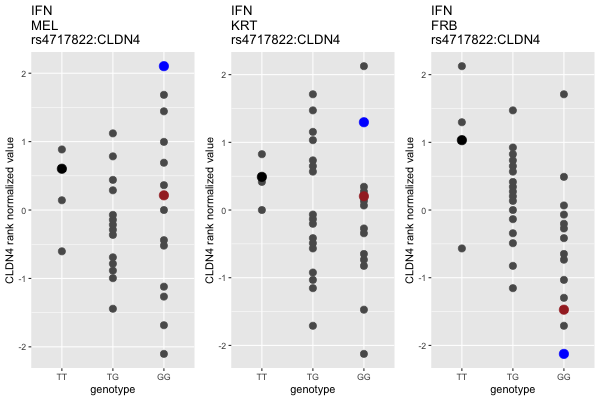 IFN
MEL
rs4717822:CLDN4
CLDN4 rank normalized value
2
1
0
-1
-2
TT
TG
GG
genotype
IFN
KRT
rs4717822:CLDN4
CLDN4 rank normalized value
2
1
0
-1
-2
TT
TG
GG
genotype
IFN
FRB
rs4717822:CLDN4
CLDN4 rank normalized value
2
1
0
-1
-2
TT
TG
GG
genotype